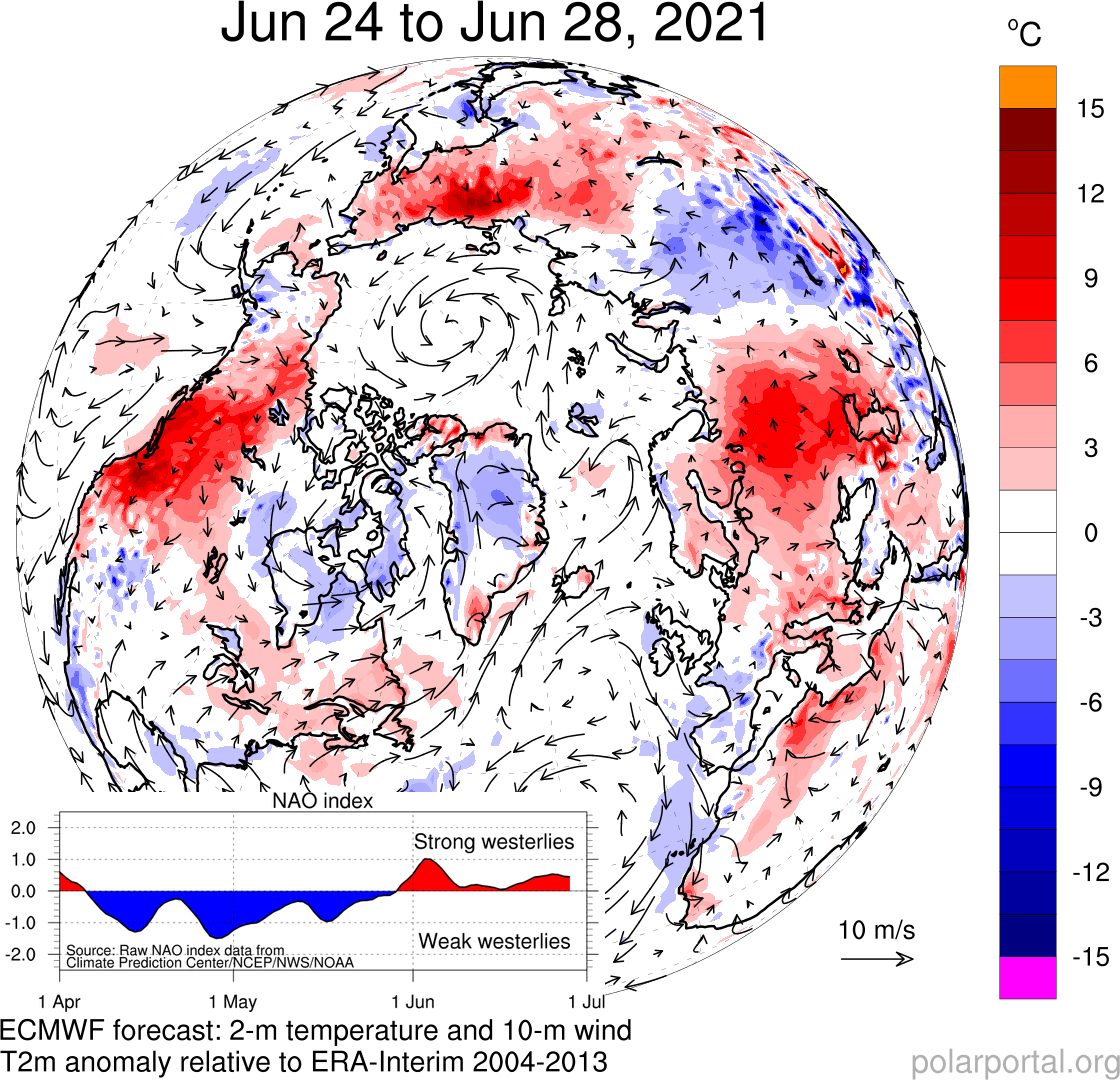 Jun 24 to Jun 28, 2021
°C
15
12
9
6
3
0
-3
-6
-9
-12
-15
10 m/s
NAO index
2.0
1.0
0.0
-1.0
-2.0
Strong westerlies
Weak westerlies
Source: Raw NAO index data from
Climate Prediction Center/NCEP/NWS/NOAA
1 Apr
1 May
1 Jun
1 Jul
ECMWF forecast: 2-m temperature and 10-m wind
T2m anomaly relative to ERA-Interim 2004-2013
polarportal.org